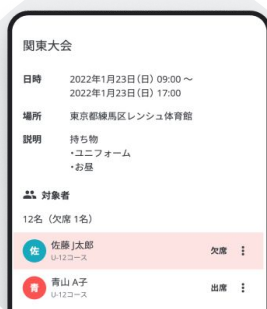 関東大会
日時 2022年1月23日(日) 09:00 ～
2022年1月23日(日) 17:00
場所 東京都練馬区レンシュ体育館
説明 持ち物
・ユニフォーム
・お昼
対象者
12名（欠席 1名）
佐 佐藤 J太郎 欠席
U-12コース
青 青山 A子 出席
U-12コース